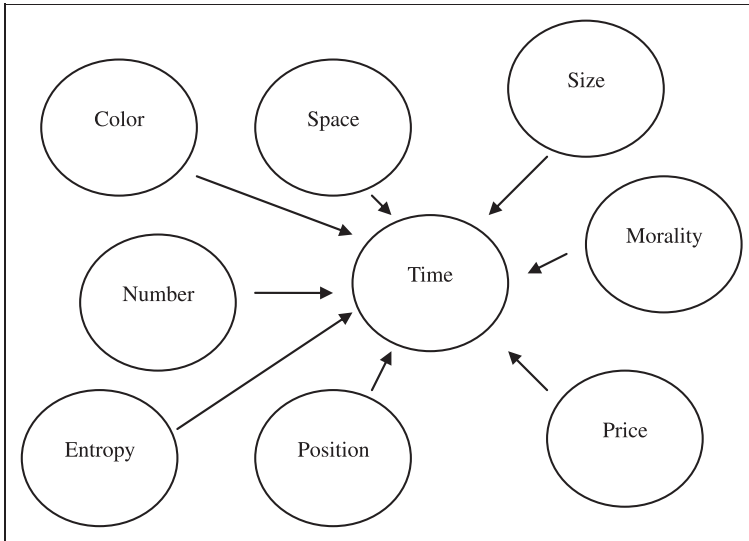 Color
Space
Size
Morality
Time
Number
Entropy
Position
Price